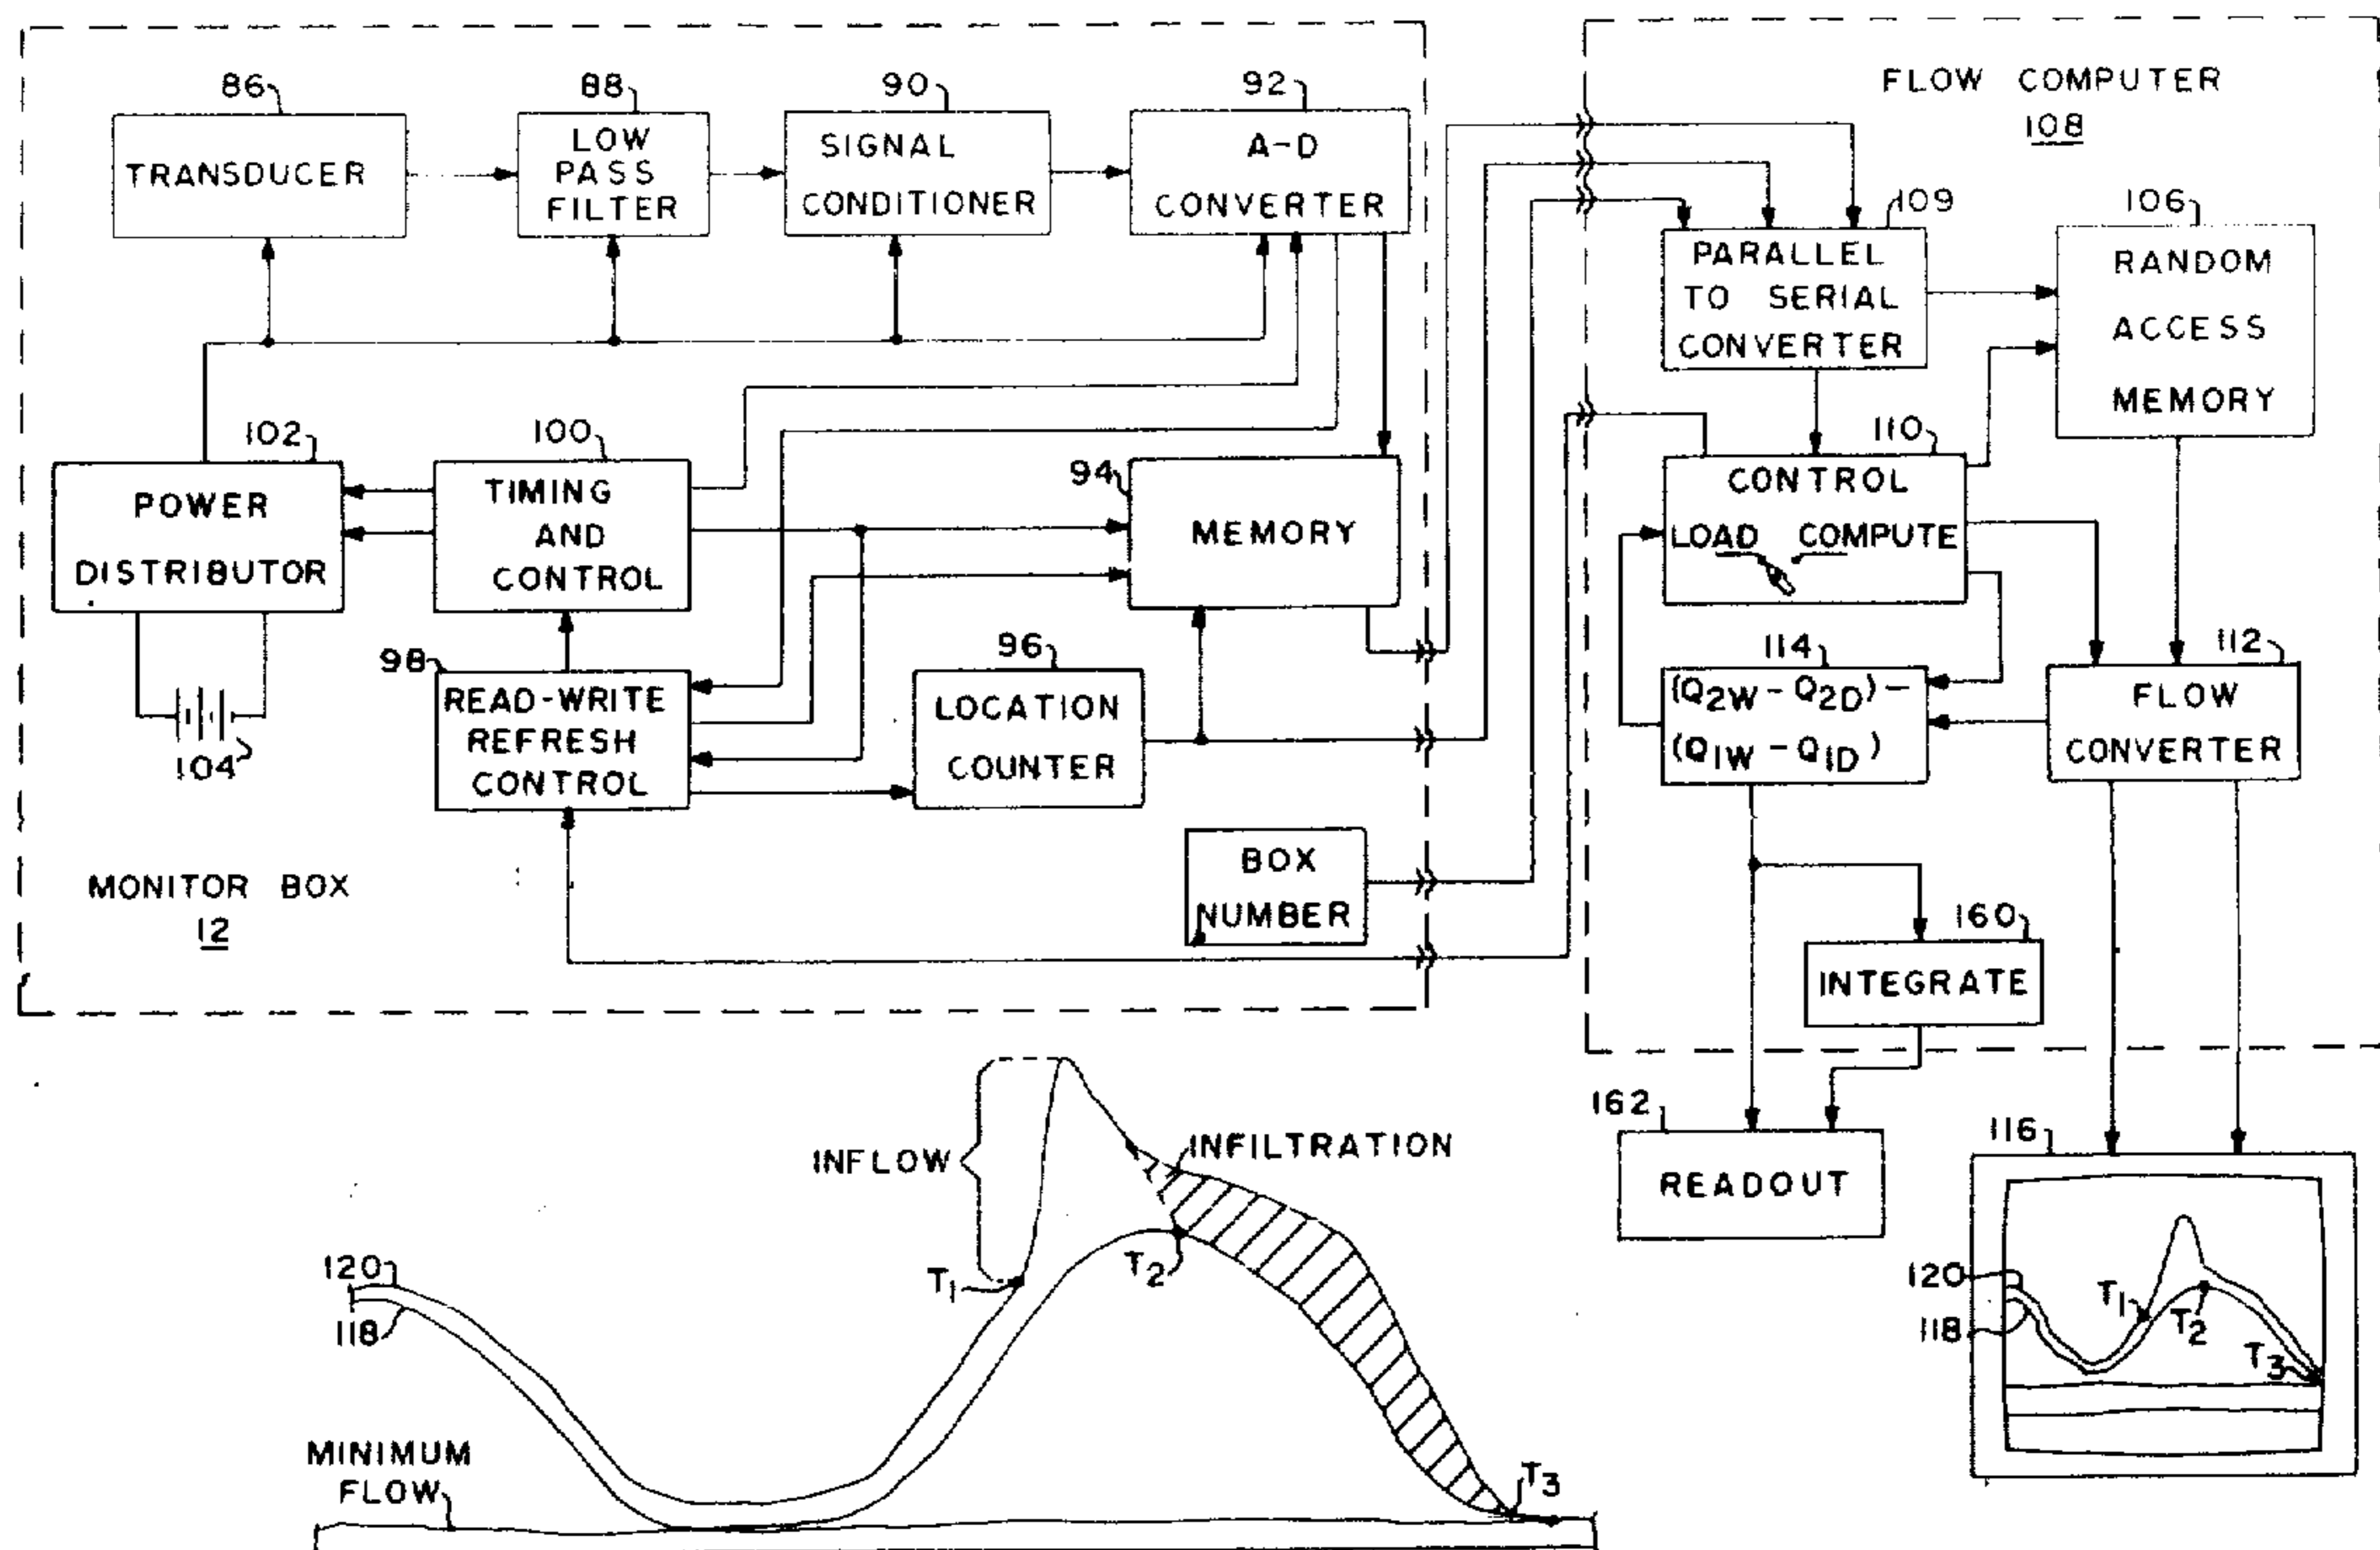 86
TRANSDUCER
88
LOW
PASS
FILTER
90
SIGNAL
CONDITIONER
92
A-D
CONVERTER
102
POWER
DISTRIBUTOR
104
100
TIMING
AND
CONTROL
94
MEMORY
98
READ-WRITE
REFRESH
CONTROL
96
LOCATION
COUNTER
BOX
NUMBER
MONITOR BOX
12
FLOW COMPUTER
108
109
PARALLEL
TO SERIAL
CONVERTER
106
RANDOM
ACCESS
MEMORY
110
CONTROL
LOAD COMPUTE
114
(Q2W - Q2D) -
(Q1W - Q1D)
112
FLOW
CONVERTER
160
INTEGRATE
162
READOUT
116
120
118
T1
T2
T3
INFLOW
INFILTRATION
T1
T2
120
118
MINIMUM
FLOW
T3